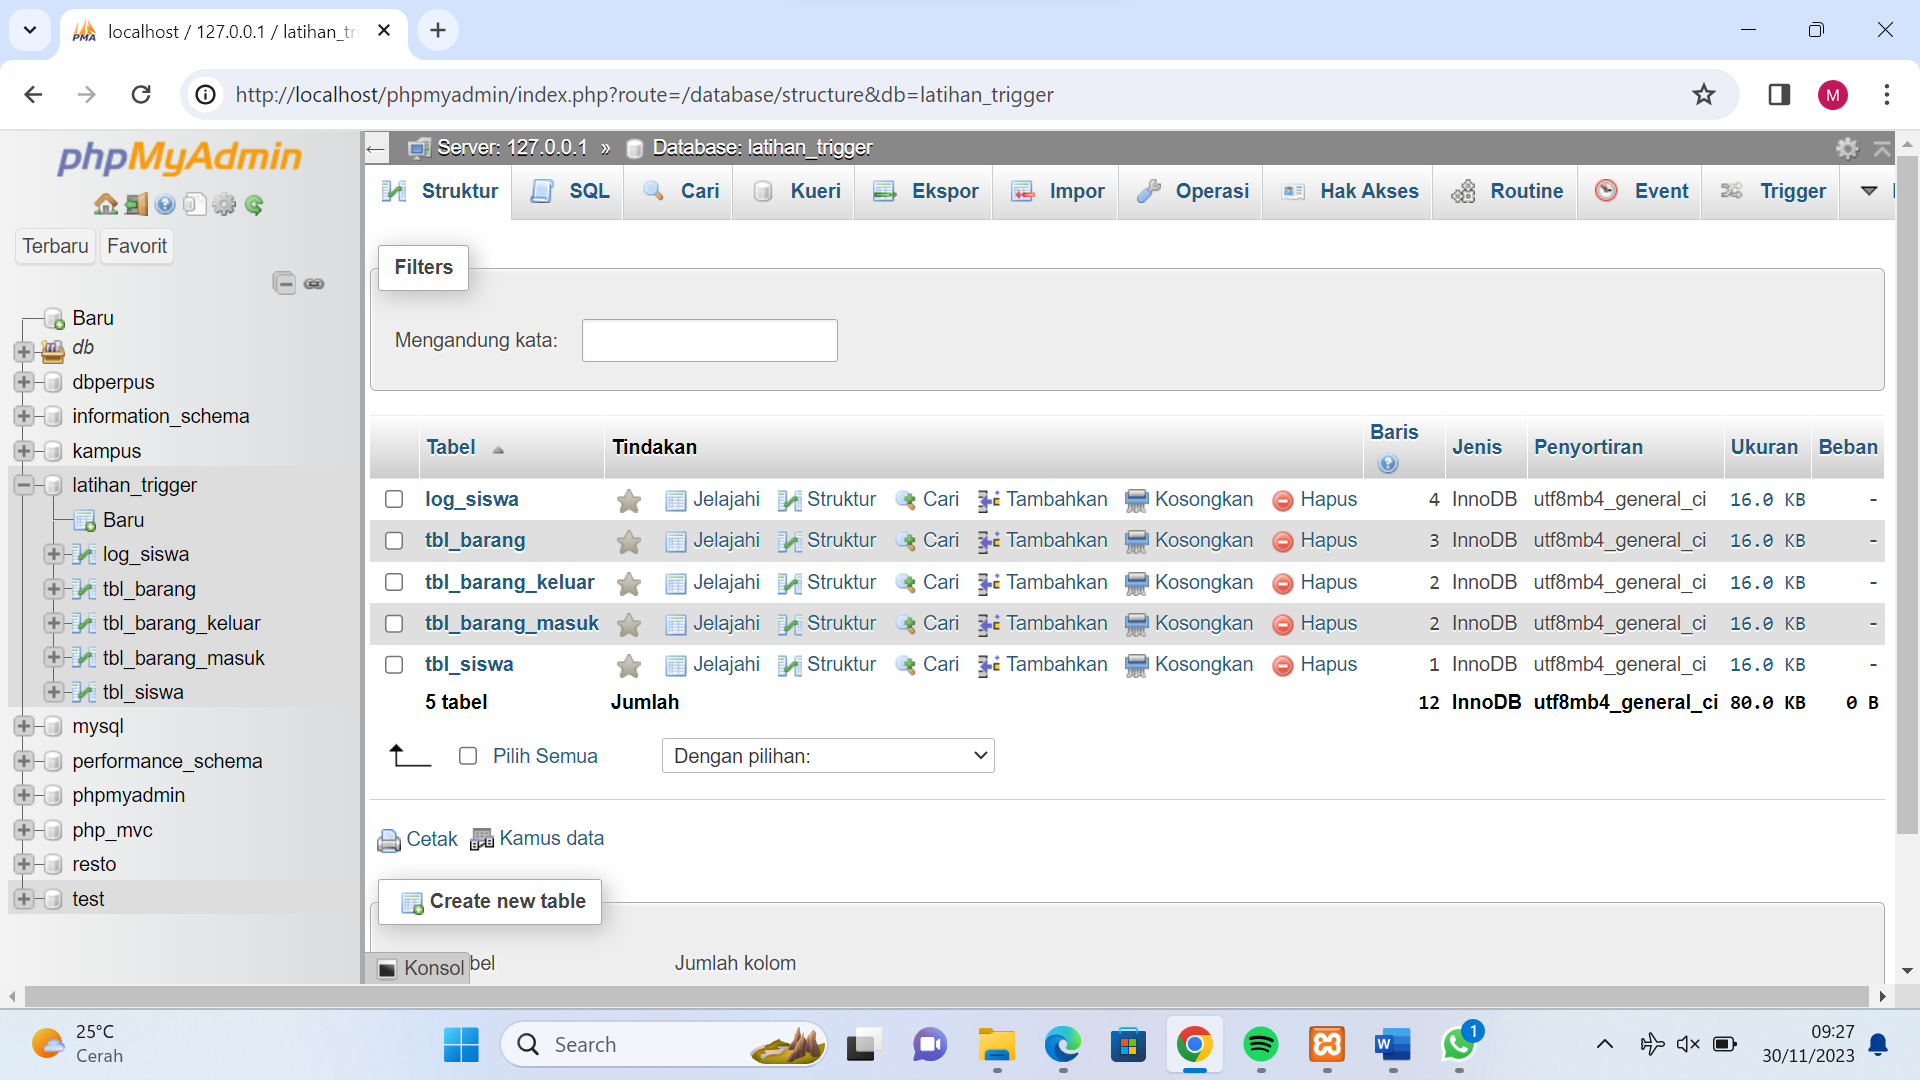 localhost / 127.0.0.1 / latihan_tr
http://localhost/phpmyadmin/index.php?route=/database/structure&db=latihan_trigger
M
phpMyAdmin
Terbaru Favorit
Baru
db
dbperpus
information_schema
kampus
latihan_trigger
Baru
log_siswa
tbl_barang
tbl_barang_keluar
tbl_barang_masuk
tbl_siswa
mysql
performance_schema
phpmyadmin
php_mvc
resto
test
Server: 127.0.0.1 » Database: latihan_trigger
Struktur SQL Cari Kueri Ekspor Impor Operasi Hak Akses Routine Event Trigger
Filters
Mengandung kata:
Tabel Tindakan Baris Jenis Penyortiran Ukuran Beban
log_siswa Jelajahi Struktur Cari Tambahkan Kosongkan Hapus 4 InnoDB utf8mb4_general_ci 16.0 KB -
tbl_barang Jelajahi Struktur Cari Tambahkan Kosongkan Hapus 3 InnoDB utf8mb4_general_ci 16.0 KB -
tbl_barang_keluar Jelajahi Struktur Cari Tambahkan Kosongkan Hapus 2 InnoDB utf8mb4_general_ci 16.0 KB -
tbl_barang_masuk Jelajahi Struktur Cari Tambahkan Kosongkan Hapus 2 InnoDB utf8mb4_general_ci 16.0 KB -
tbl_siswa Jelajahi Struktur Cari Tambahkan Kosongkan Hapus 1 InnoDB utf8mb4_general_ci 16.0 KB -
5 tabel Jumlah 12 InnoDB utf8mb4_general_ci 80.0 KB 0 B
Pilih Semua Dengan pilihan:
Cetak Kamus data
Create new table
Konsol bel Jumlah kolom
25°C
Cerah
Search
1
09:27
30/11/2023